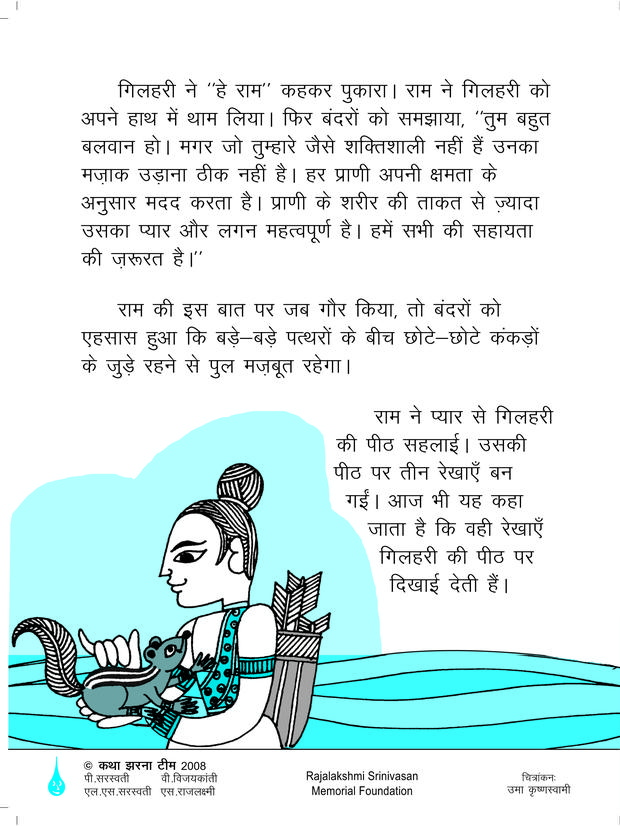 गिलहरी ने "हे राम" कहकर पुकारा। राम ने गिलहरी को
अपने हाथ में थाम लिया। फिर बंदरों को समझाया, "तुम बहुत
बलवान हो। मगर जो तुम्हारे जैसे शक्तिशाली नहीं हैं उनका
मज़ाक उड़ाना ठीक नहीं है। हर प्राणी अपनी क्षमता के
अनुसार मदद करता है। प्राणी के शरीर की ताकत से ज़्यादा
उसका प्यार और लगन महत्वपूर्ण है। हमें सभी की सहायता
की ज़रूरत है।"
राम की इस बात पर जब गौर किया, तो बंदरों को
एहसास हुआ कि बड़े–बड़े पत्थरों के बीच छोटे–छोटे कंकड़ों
के जुड़े रहने से पुल मज़बूत रहेगा।
राम ने प्यार से गिलहरी
की पीठ सहलाई। उसकी
पीठ पर तीन रेखाएँ बन
गईं। आज भी यह कहा
जाता है कि वही रेखाएँ
गिलहरी की पीठ पर
दिखाई देती हैं।
© कथा झरना टीम 2008
पी.सरस्वती वी.विजयकांती
एल.एस.सरस्वती एस.राजलक्ष्मी
Rajalakshmi Srinivasan
Memorial Foundation
चित्रांकनः
उमा कृष्णस्वामी